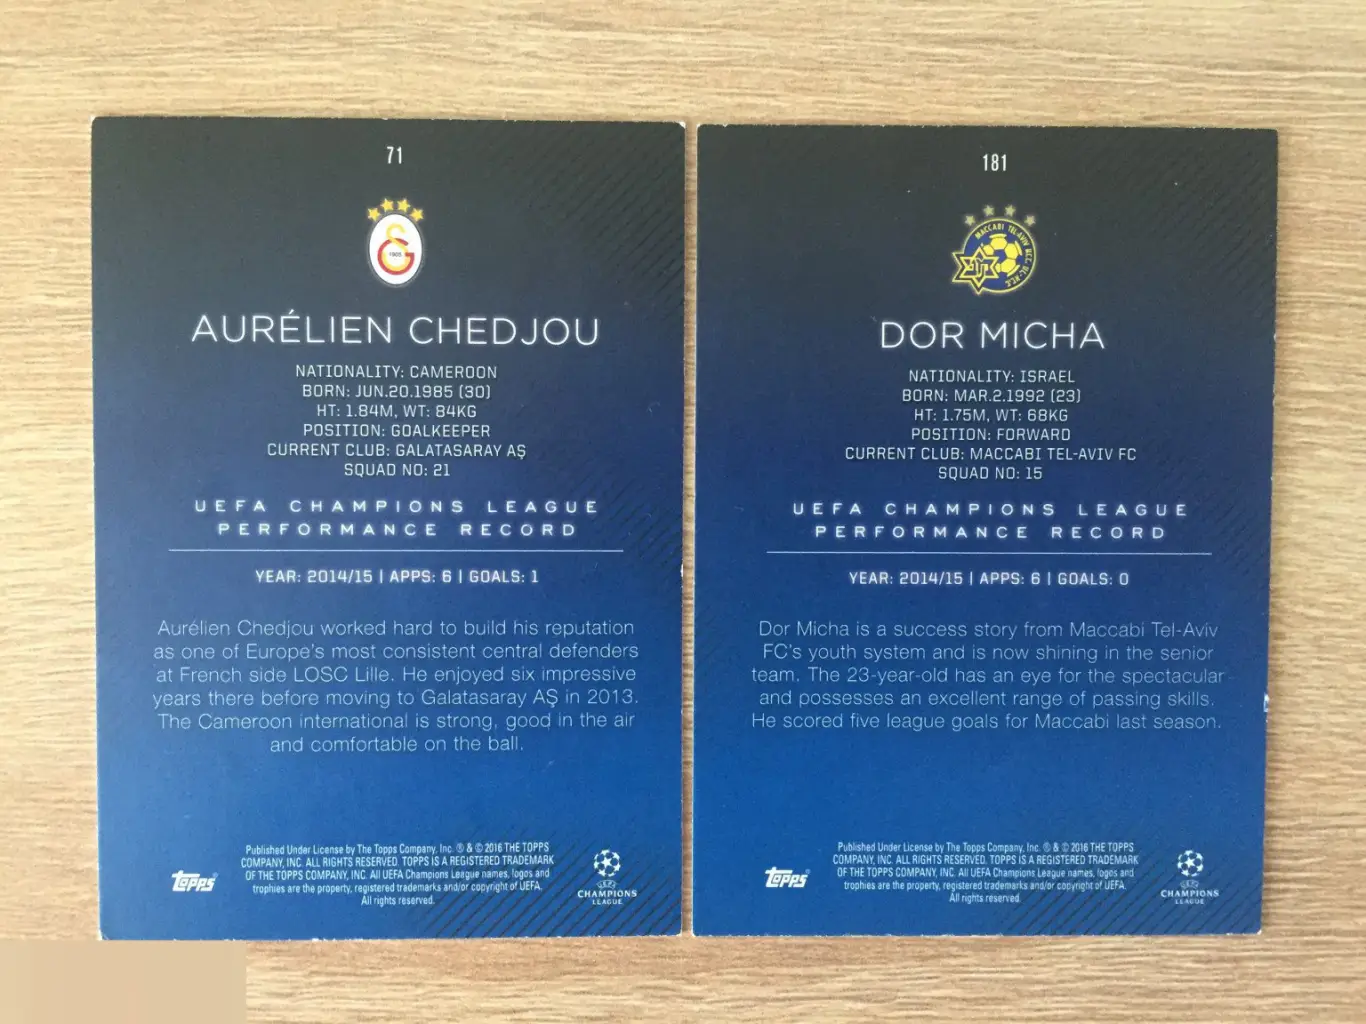 71
1905
AURÉLIEN CHEDJOU
NATIONALITY: CAMEROON
BORN: JUN.20.1985 (30)
HT: 1.84M, WT: 84KG
POSITION: GOALKEEPER
CURRENT CLUB: GALATASARAY AŞ
SQUAD NO: 21
UEFA CHAMPIONS LEAGUE
PERFORMANCE RECORD
YEAR: 2014/15 | APPS: 6 | GOALS: 1
Aurélien Chedjou worked hard to build his reputation
as one of Europe's most consistent central defenders
at French side LOSC Lille. He enjoyed six impressive
years there before moving to Galatasaray AŞ in 2013.
The Cameroon international is strong, good in the air
and comfortable on the ball.
Published Under License by The Topps Company, Inc. ® & © 2016 THE TOPPS
COMPANY, INC. ALL RIGHTS RESERVED. TOPPS IS A REGISTERED TRADEMARK
OF THE TOPPS COMPANY, INC. All UEFA Champions League names, logos and
trophies are the property, registered trademarks and/or copyright of UEFA.
All rights reserved.
Topps
UEFA
CHAMPIONS
LEAGUE
181
MACCABI TEL-AVIV
DOR MICHA
NATIONALITY: ISRAEL
BORN: MAR.2.1992 (23)
HT: 1.75M, WT: 68KG
POSITION: FORWARD
CURRENT CLUB: MACCABI TEL-AVIV FC
SQUAD NO: 15
UEFA CHAMPIONS LEAGUE
PERFORMANCE RECORD
YEAR: 2014/15 | APPS: 6 | GOALS: 0
Dor Micha is a success story from Maccabi Tel-Aviv
FC's youth system and is now shining in the senior
team. The 23-year-old has an eye for the spectacular
and possesses an excellent range of passing skills.
He scored five league goals for Maccabi last season.
Published Under License by The Topps Company, Inc. ® & © 2016 THE TOPPS
COMPANY, INC. ALL RIGHTS RESERVED. TOPPS IS A REGISTERED TRADEMARK
OF THE TOPPS COMPANY, INC. All UEFA Champions League names, logos and
trophies are the property, registered trademarks and/or copyright of UEFA.
All rights reserved.
Topps
UEFA
CHAMPIONS
LEAGUE